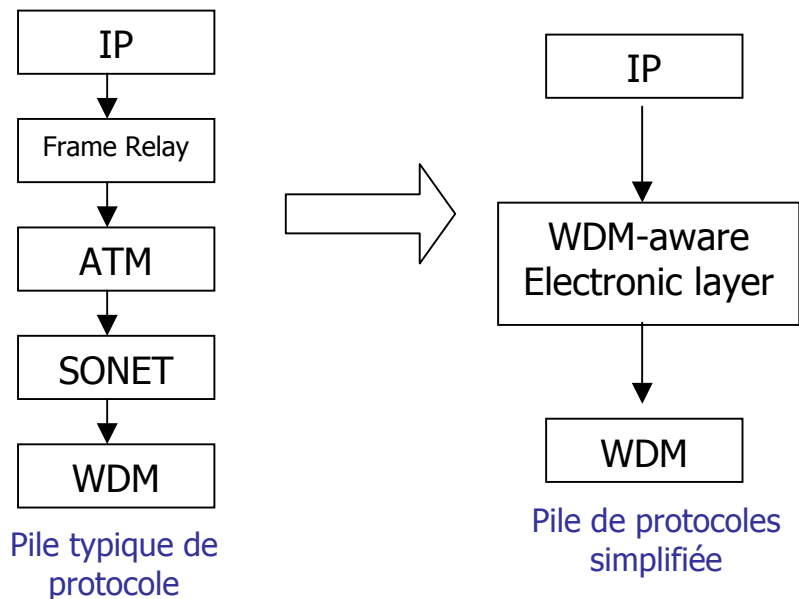 IP
Frame Relay
ATM
SONET
WDM
Pile typique de
protocole
IP
WDM-aware
Electronic layer
WDM
Pile de protocoles
simplifiée